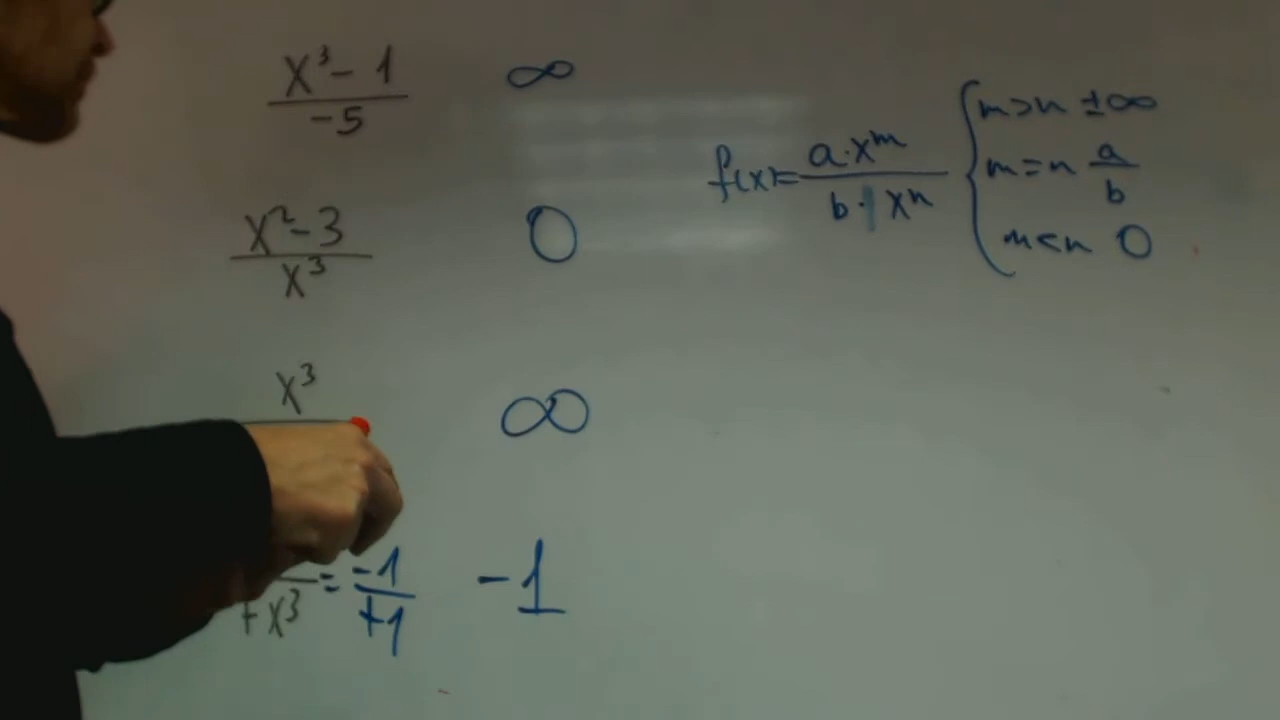 x³ - 1 / -5   ∞
x² - 3 / x³   0
x³   ∞
+x³ = -1 / +1   -1
f(x) = a·x^m / b·x^n { m>n ±∞
m=n a/b
m<n 0